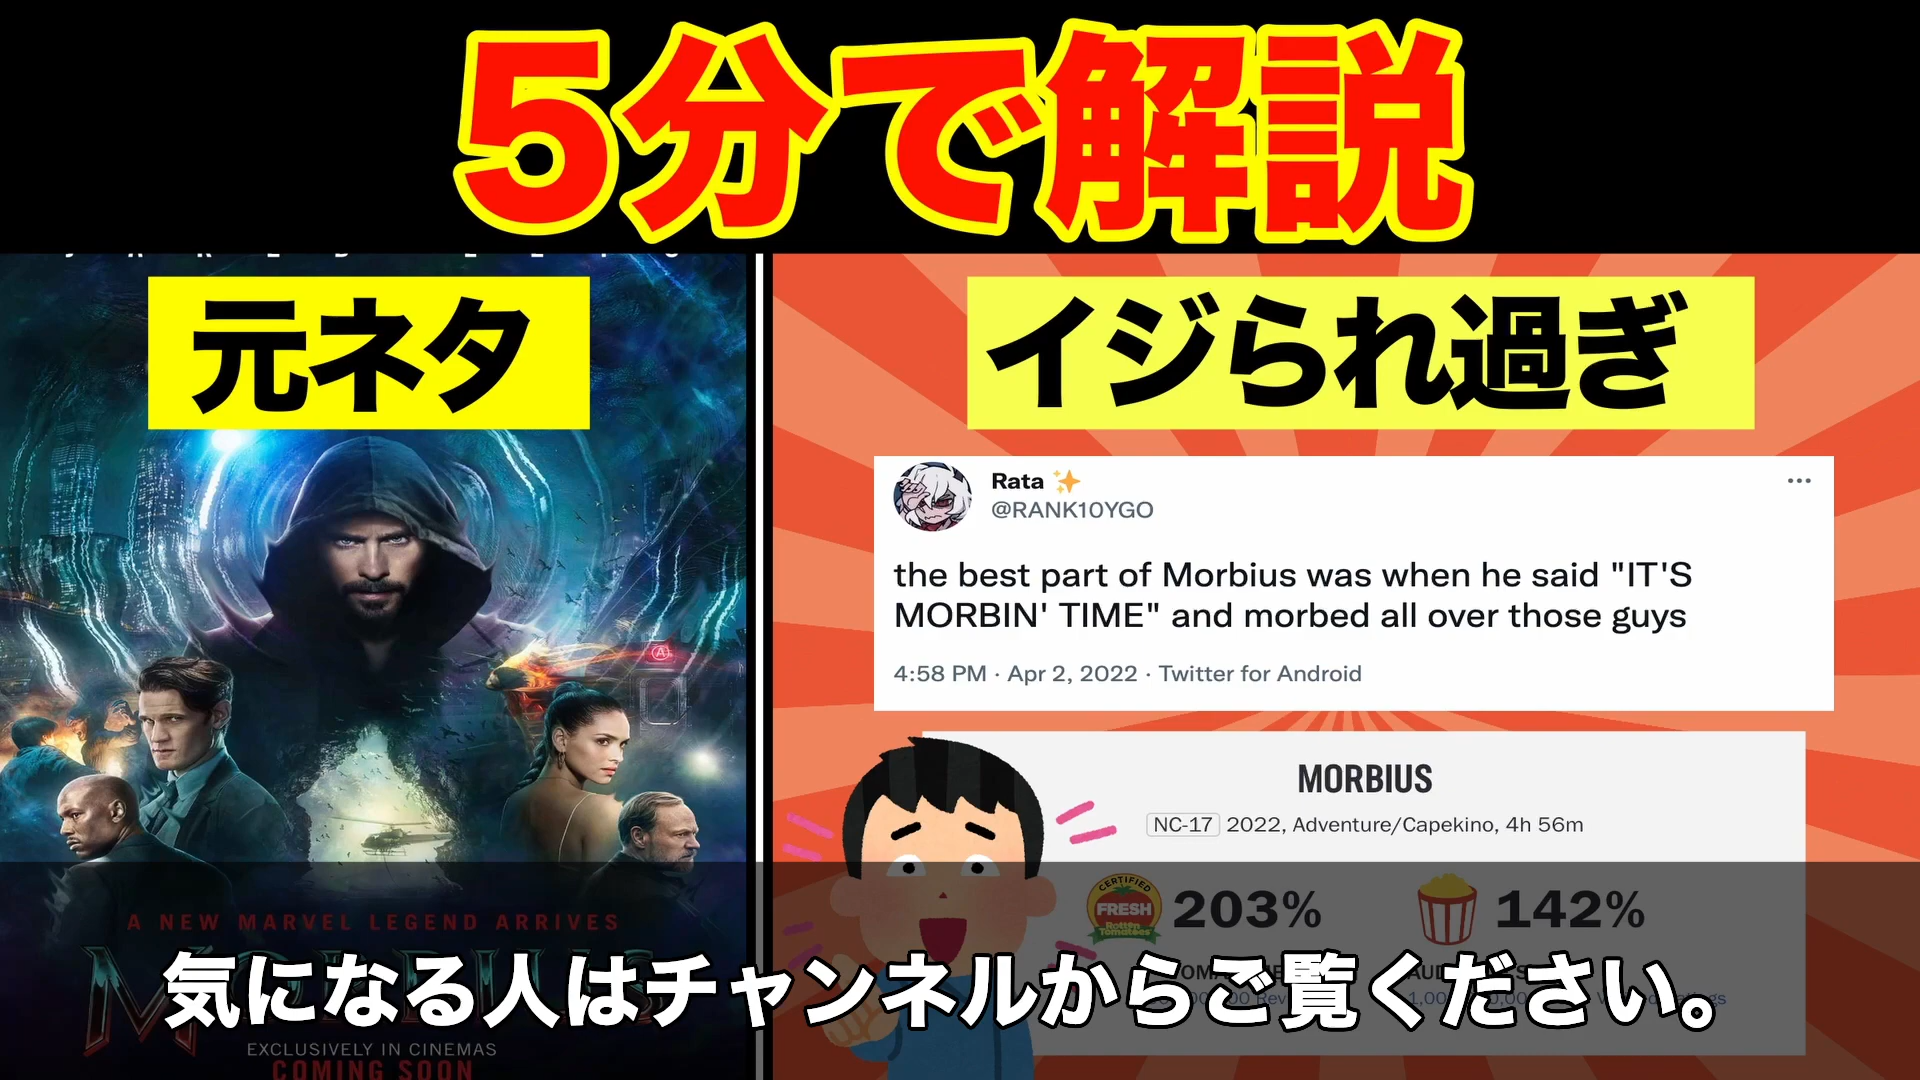 5分で解説
元ネタ
イジられ過ぎ
Rata
@RANK10YGO
the best part of Morbius was when he said "IT'S
MORBIN' TIME" and morbed all over those guys
4:58 PM · Apr 2, 2022 · Twitter for Android
MORBIUS
NC-17 2022, Adventure/Capekino, 4h 56m
CERTIFIED
FRESH
Rotten
Tomatoes
203%
142%
A NEW MARVEL LEGEND ARRIVES
気になる人はチャンネルからご覧ください。
EXCLUSIVELY IN CINEMAS
COMING SOON